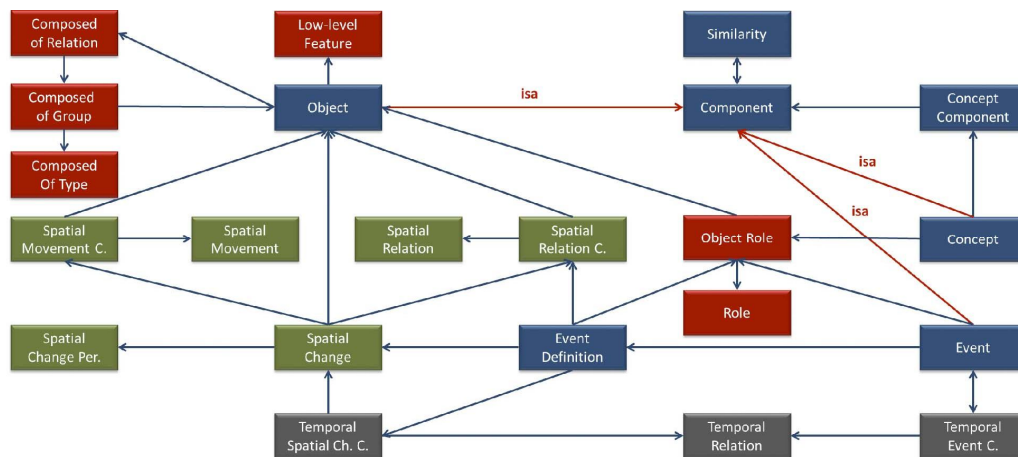 Composed
of Relation
Low-level
Feature
Similarity
Composed
of Group
Object
isa
Component
Concept
Component
Composed
Of Type
isa
isa
Spatial
Movement C.
Spatial
Movement
Spatial
Relation
Spatial
Relation C.
Object Role
Concept
Role
Spatial
Change Per.
Spatial
Change
Event
Definition
Event
Temporal
Spatial Ch. C.
Temporal
Relation
Temporal
Event C.